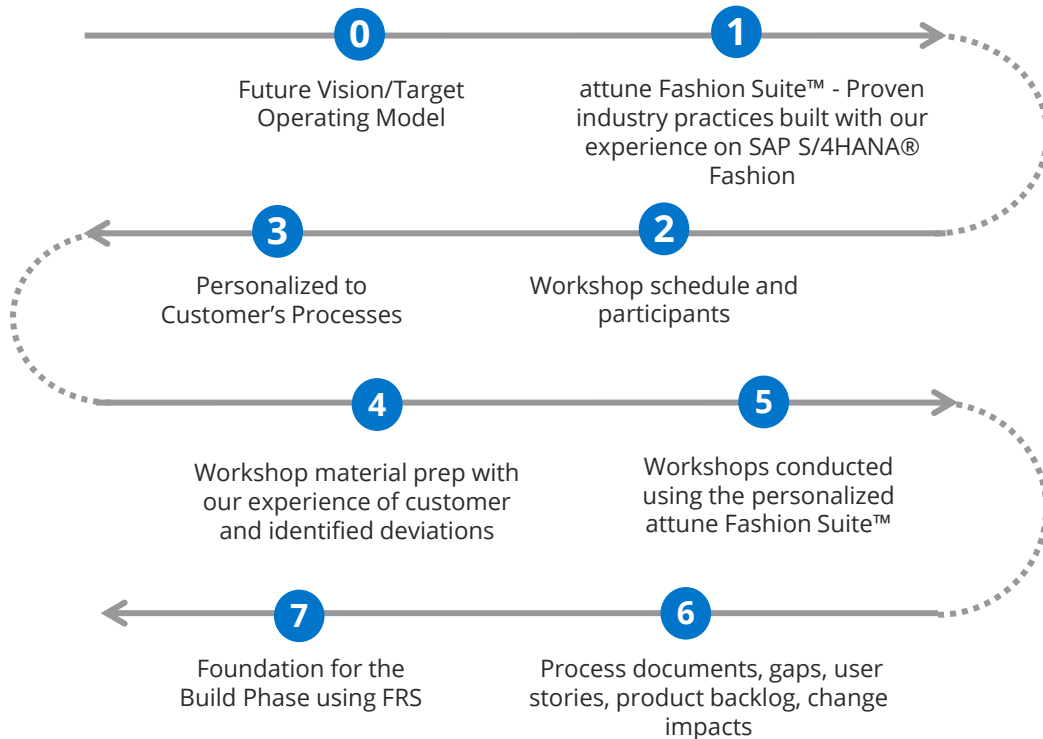 0
Future Vision/Target
Operating Model
1
attune Fashion Suite™ - Proven
industry practices built with our
experience on SAP S/4HANA®
Fashion
2
Workshop schedule and
participants
3
Personalized to
Customer’s Processes
4
Workshop material prep with
our experience of customer
and identified deviations
5
Workshops conducted
using the personalized
attune Fashion Suite™
6
Process documents, gaps, user
stories, product backlog, change
impacts
7
Foundation for the
Build Phase using FRS